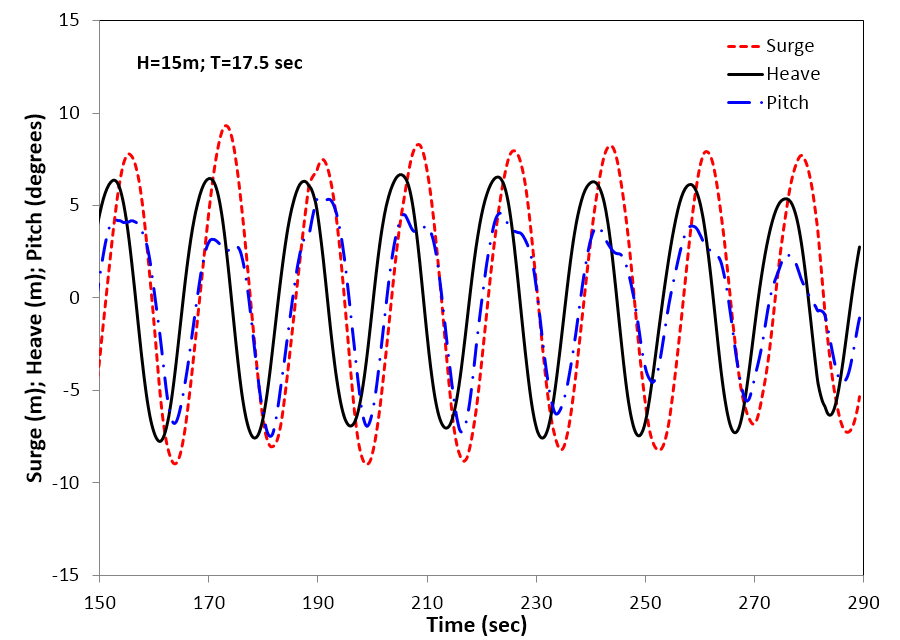 15
H=15m; T=17.5 sec
Surge
Heave
Pitch
10
5
0
-5
-10
-15
Surge (m); Heave (m); Pitch (degrees)
150 170 190 210 230 250 270 290
Time (sec)